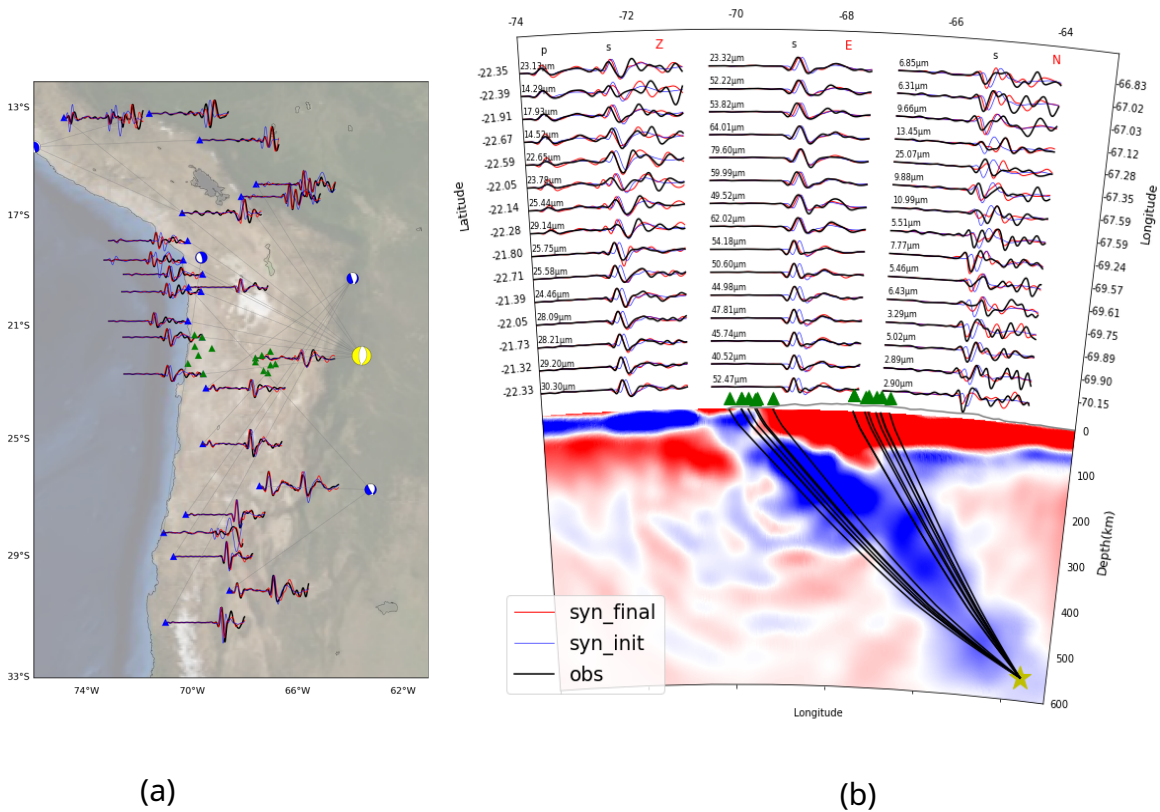 13°S
17°S
21°S
25°S
29°S
33°S
74°W 70°W 66°W 62°W
(a)
-74 -72 -70 -68 -66 -64
p s Z s E s N
Latitude
-22.35
-22.39
-21.91
-22.67
-22.59
-22.05
-22.14
-22.28
-21.80
-22.71
-21.39
-22.05
-21.73
-21.32
-22.33
23.13μm
14.29μm
17.93μm
14.52μm
22.65μm
23.78μm
25.44μm
29.14μm
25.75μm
25.58μm
24.46μm
28.09μm
28.21μm
29.20μm
30.30μm
23.32μm
52.22μm
53.82μm
64.01μm
79.60μm
59.99μm
49.52μm
62.02μm
54.18μm
50.60μm
44.98μm
47.81μm
45.74μm
40.52μm
52.47μm
6.85μm
6.31μm
9.66μm
13.45μm
25.07μm
9.88μm
10.99μm
5.51μm
7.77μm
5.46μm
6.43μm
3.29μm
5.02μm
2.89μm
2.90μm
-66.83
-67.02
-67.03
-67.12
-67.28
-67.35
-67.59
-67.59
-69.24
-69.57
-69.61
-69.75
-69.89
-69.90
-70.15
Longitude
0
100
200
300
400
500
600
Depth(km)
syn_final
syn_init
obs
Longitude
(b)